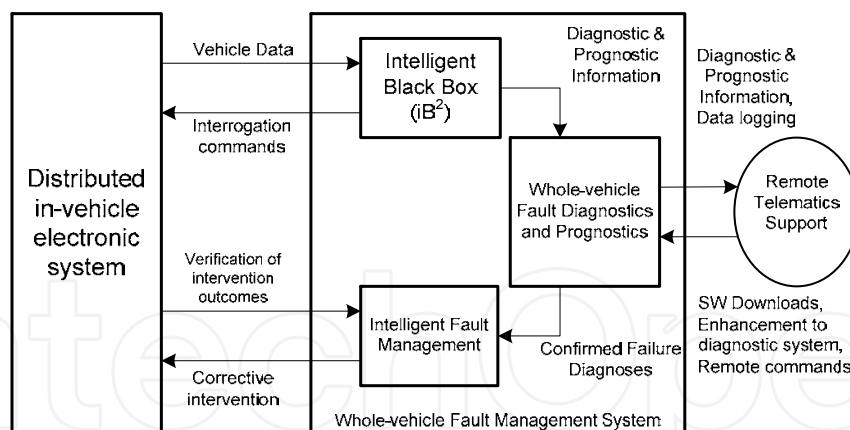 Vehicle Data
Interrogation
commands
Distributed
in-vehicle
electronic
system
Verification of
intervention
outcomes
Corrective
intervention
Intelligent
Black Box
(iB²)
Diagnostic &
Prognostic
Information
Whole-vehicle
Fault Diagnostics
and Prognostics
Intelligent Fault
Management
Confirmed Failure
Diagnoses
Whole-vehicle Fault Management System
Diagnostic &
Prognostic
Information,
Data logging
Remote
Telematics
Support
SW Downloads,
Enhancement to
diagnostic system,
Remote commands
ntechOpe